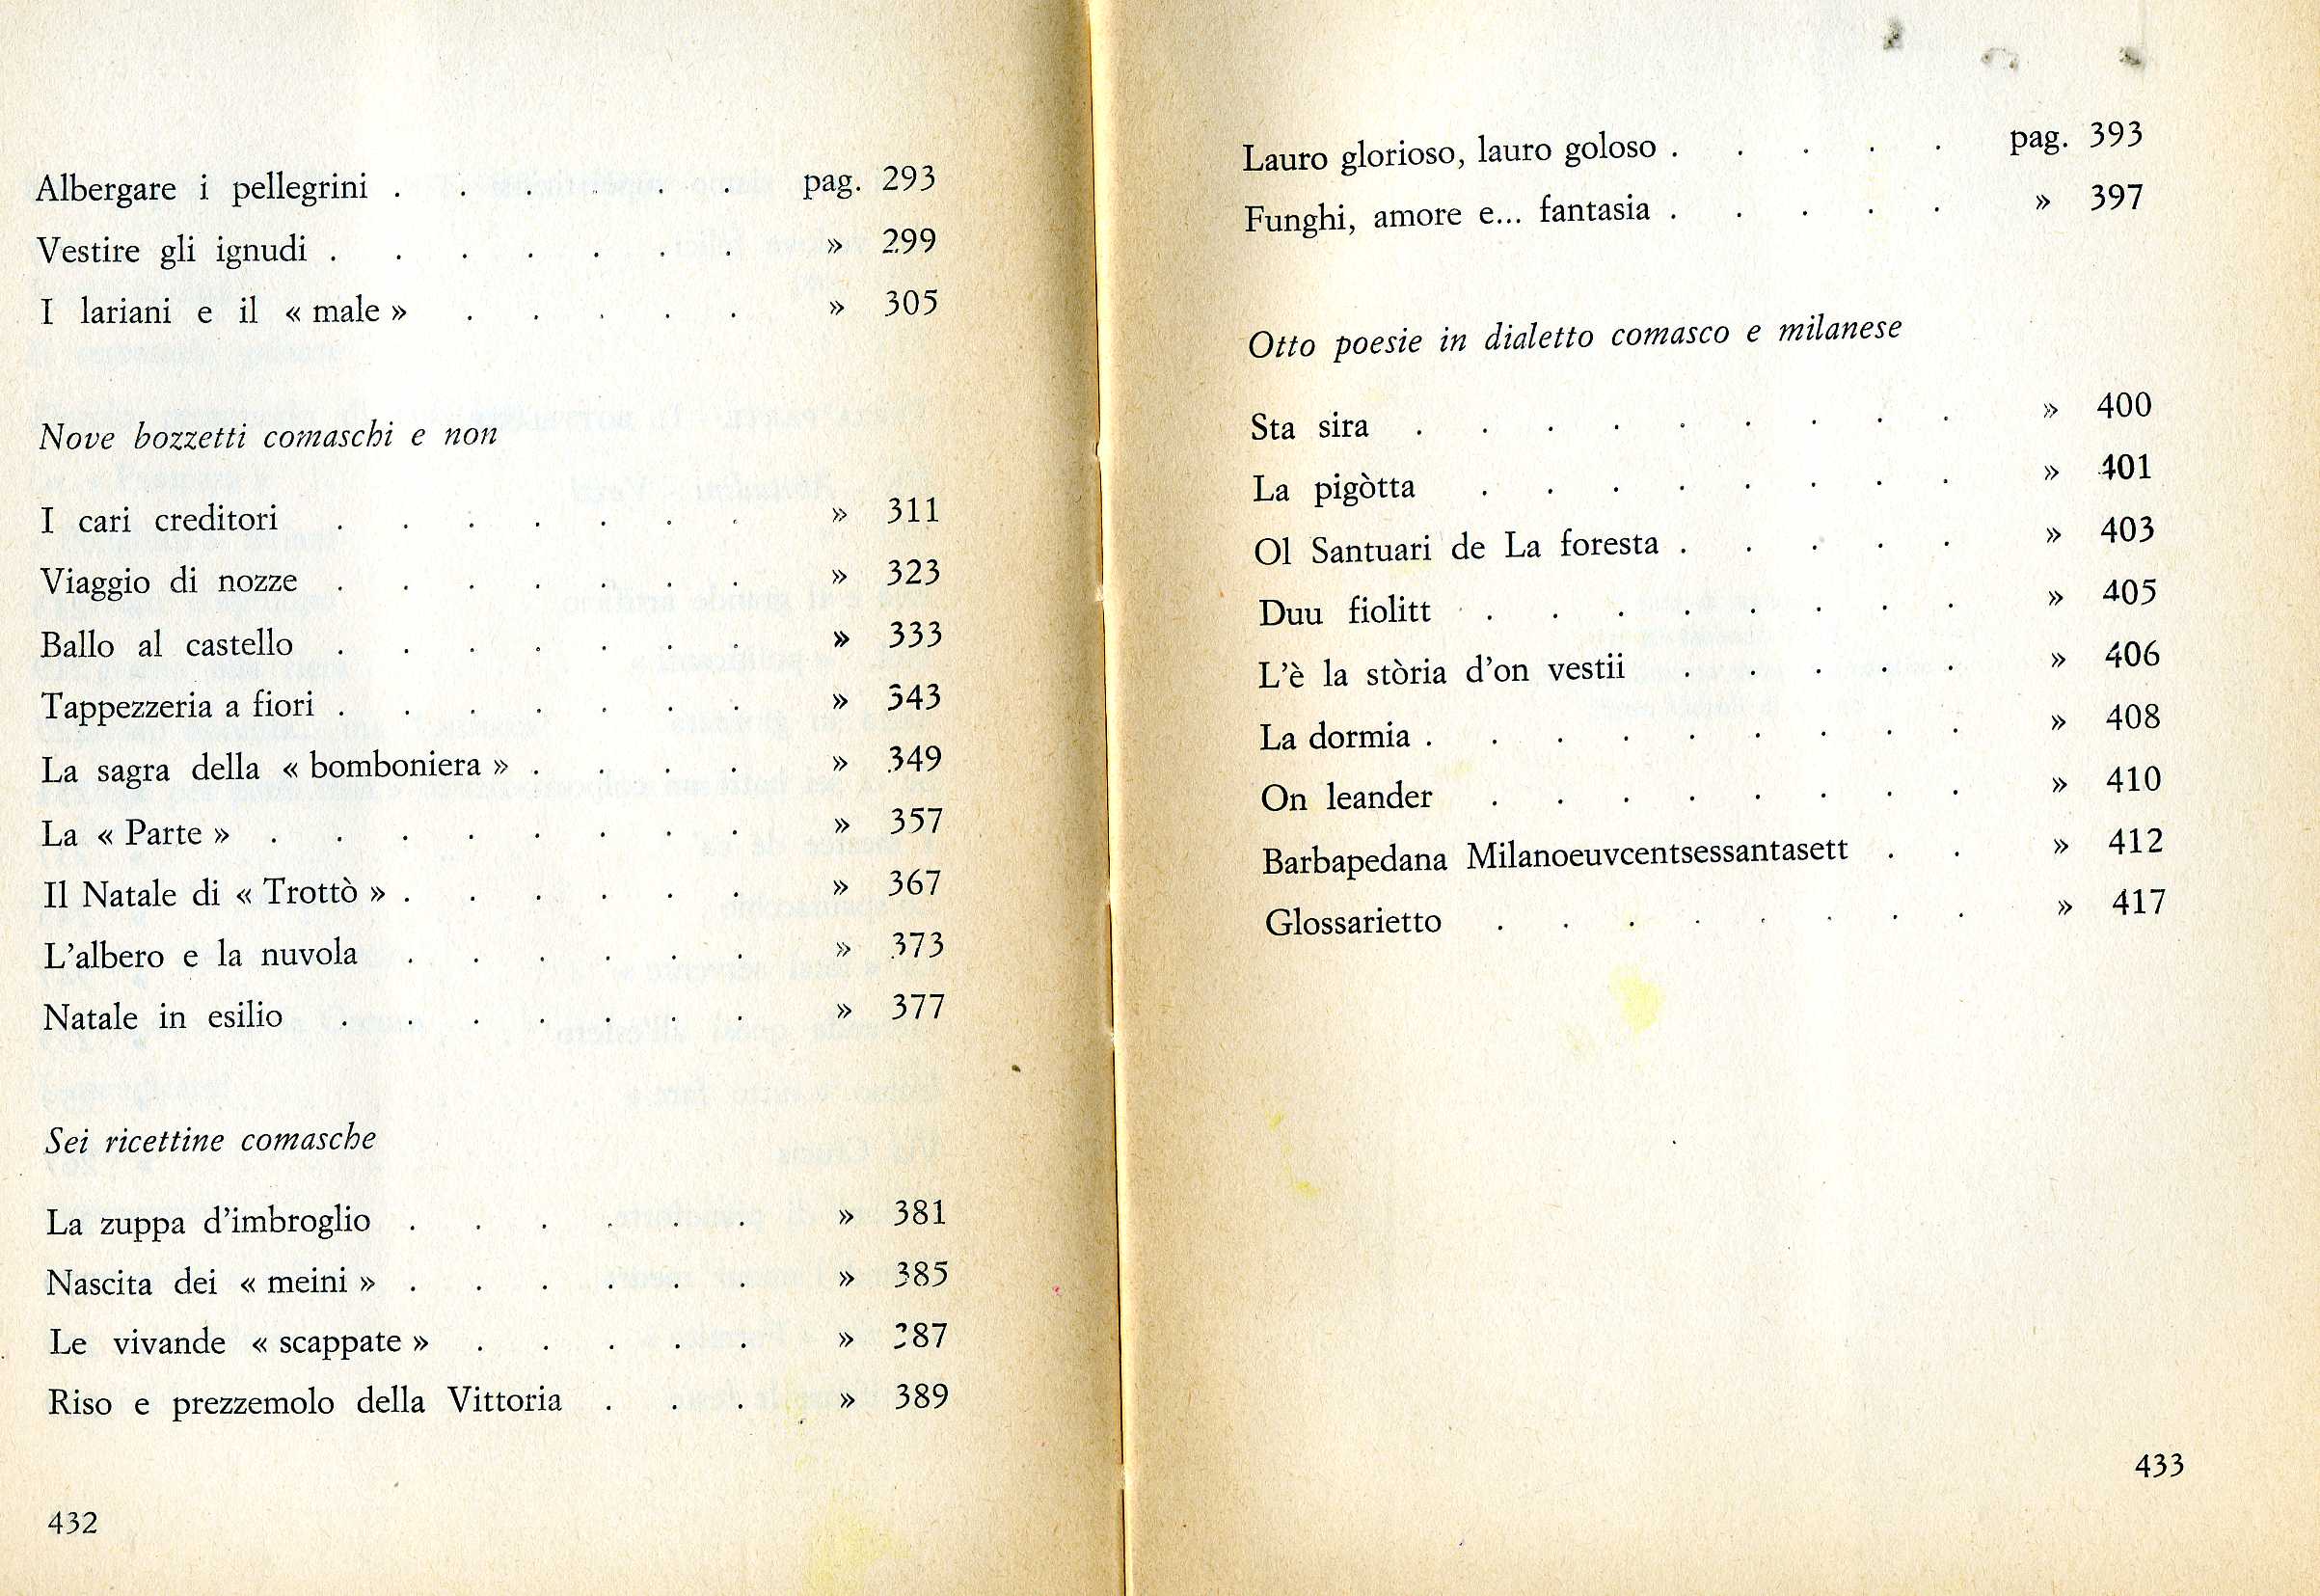 Albergare i pellegrini . . . . . . pag. 293
Vestire gli ignudi . . . . . . . » 299
I lariani e il « male » . . . . . » 305
Nove bozzetti comaschi e non
I cari creditori . . . . . . . » 311
Viaggio di nozze . . . . . . . » 323
Ballo al castello . . . . . . . » 333
Tappezzeria a fiori . . . . . . . » 343
La sagra della « bomboniera » . . . . » 349
La « Parte » . . . . . . . . » 357
Il Natale di « Trottò » . . . . . . » 367
L'albero e la nuvola . . . . . . » 373
Natale in esilio . . . . . . . » 377
Sei ricettine comasche
La zuppa d'imbroglio . . . . . . » 381
Nascita dei « meini » . . . . . . » 385
Le vivande « scappate » . . . . . » 387
Riso e prezzemolo della Vittoria . . . » 389
432
Lauro glorioso, lauro goloso . . . . . pag. 393
Funghi, amore e... fantasia . . . . . » 397
Otto poesie in dialetto comasco e milanese
Sta sira . . . . . . . . . » 400
La pigòtta . . . . . . . . » 401
Ol Santuari de La foresta . . . . . » 403
Duu fiolitt . . . . . . . . » 405
L'è la stòria d'on vestii . . . . . » 406
La dormia . . . . . . . . . » 408
On leander . . . . . . . . » 410
Barbapedana Milanoeuvcentsessantasett . . » 412
Glossarietto . . . . . . . . » 417
433